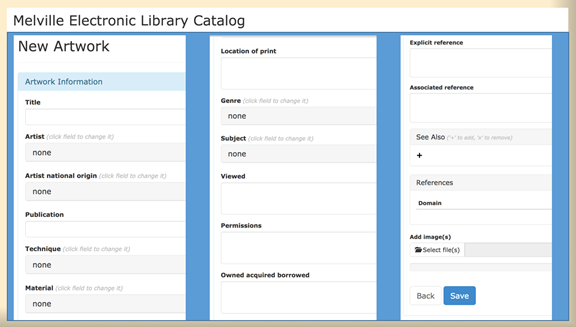 Melville Electronic Library Catalog
New Artwork
Artwork Information
Title
Artist (click field to change it)
none
Artist national origin (click field to change it)
none
Publication
Technique (click field to change it)
none
Material (click field to change it)
none
Location of print
Genre (click field to change it)
none
Subject (click field to change it)
none
Viewed
Permissions
Owned acquired borrowed
Explicit reference
Associated reference
See Also ('+' to add, 'x' to remove)
+
References
Domain
Add image(s)
Select file(s)
Back Save